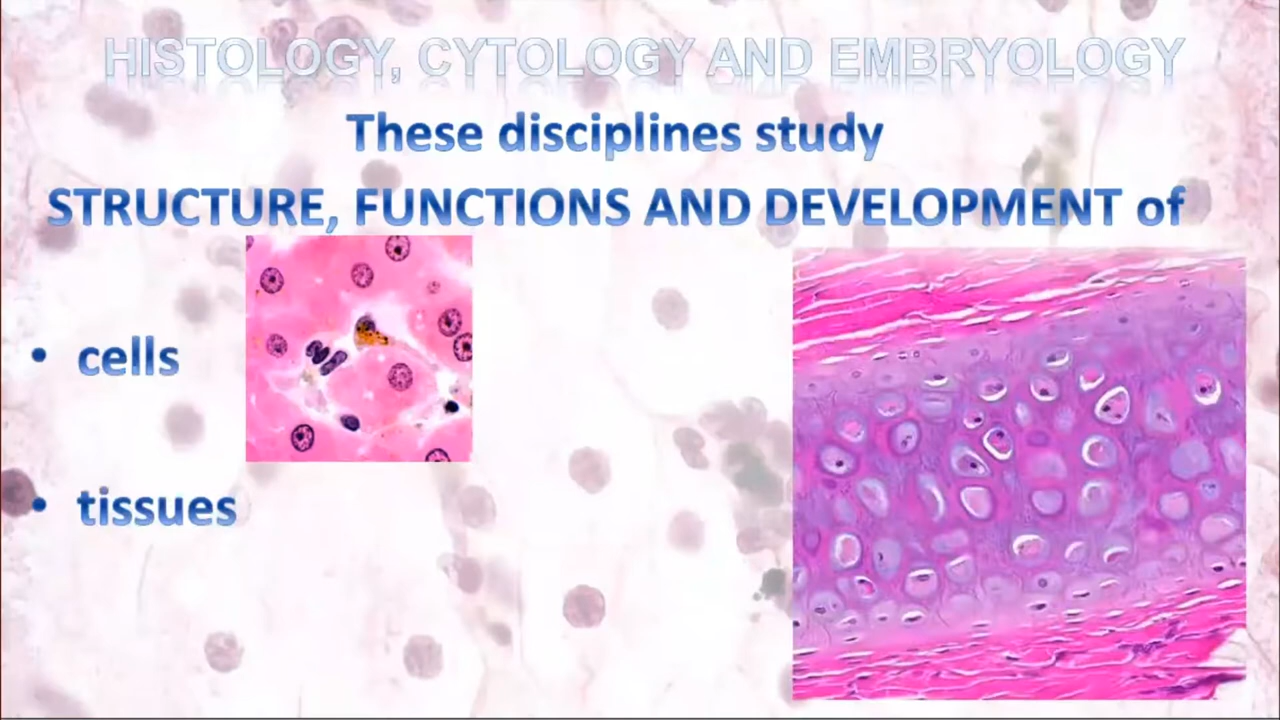 HISTOLOGY, CYTOLOGY AND EMBRYOLOGY
These disciplines study
STRUCTURE, FUNCTIONS AND DEVELOPMENT of
• cells
• tissues